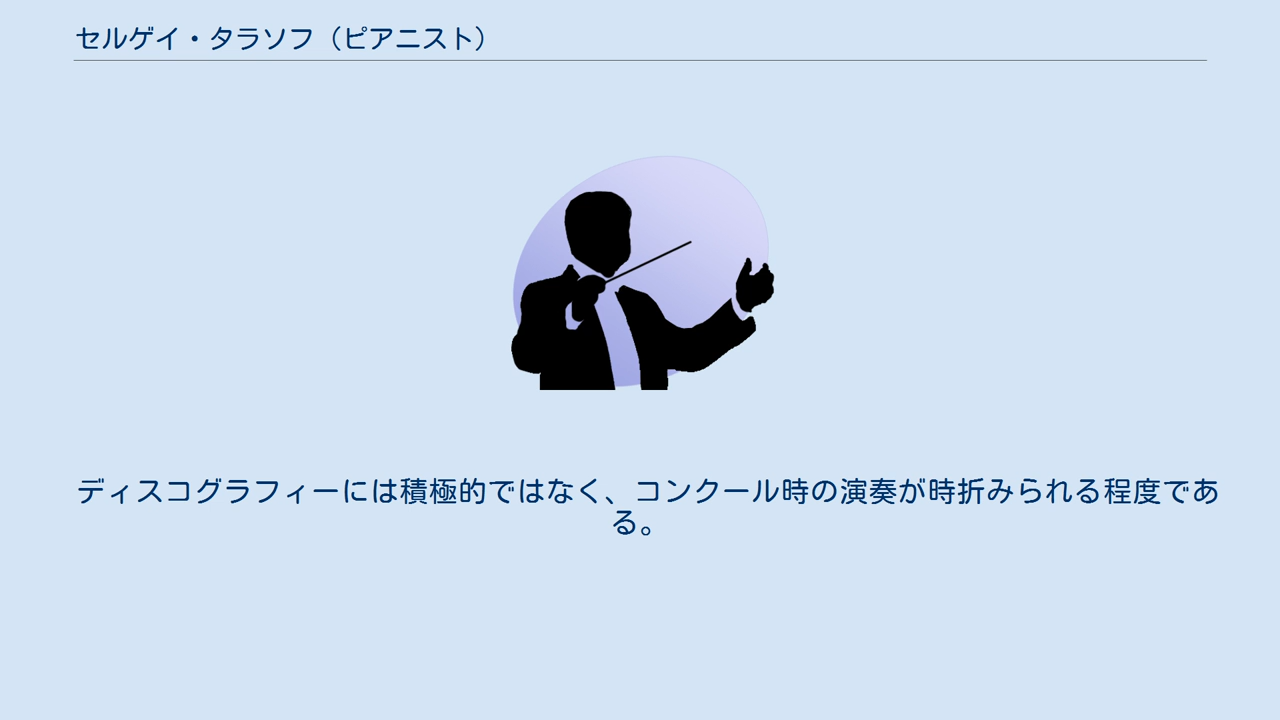 セルゲイ・タラソフ（ピアニスト）
ディスコグラフィーには積極的ではなく、コンクール時の演奏が時折みられる程度であ
る。